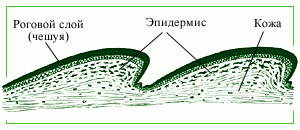 Роговой слой
(чешуя)
Эпидермис
Кожа